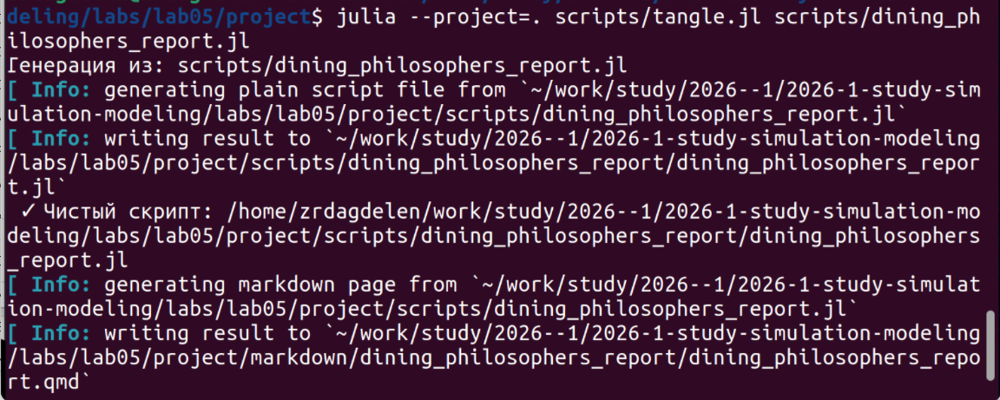 deling/labs/lab05/project$ julia --project=. scripts/tangle.jl scripts/dining_ph
ilosophers_report.jl
Генерация из: scripts/dining_philosophers_report.jl
[ Info: generating plain script file from `~/work/study/2026--1/2026-1-study-sim
ulation-modeling/labs/lab05/project/scripts/dining_philosophers_report.jl`
[ Info: writing result to `~/work/study/2026--1/2026-1-study-simulation-modeling
/labs/lab05/project/scripts/dining_philosophers_report/dining_philosophers_repor
t.jl`
✓ Чистый скрипт: /home/zrdagdelen/work/study/2026--1/2026-1-study-simulation-mo
deling/labs/lab05/project/scripts/dining_philosophers_report/dining_philosophers
_report.jl
[ Info: generating markdown page from `~/work/study/2026--1/2026-1-study-simulat
ion-modeling/labs/lab05/project/scripts/dining_philosophers_report.jl`
[ Info: writing result to `~/work/study/2026--1/2026-1-study-simulation-modeling
/labs/lab05/project/markdown/dining_philosophers_report/dining_philosophers_repo
rt.qmd`